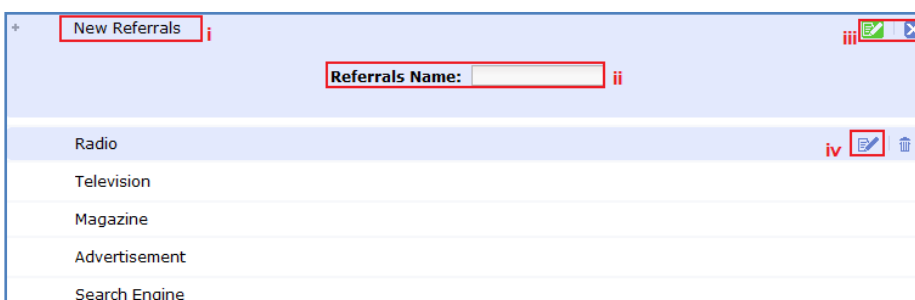 + New Referrals i iii
Referrals Name: ii
Radio iv
Television
Magazine
Advertisement
Search Engine